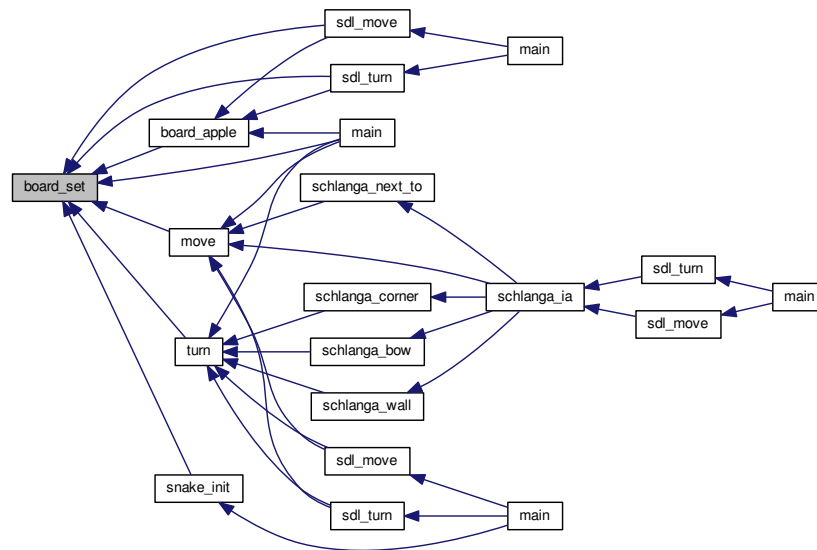 sdl_move
main
sdl_turn
board_apple
main
board_set
schlanga_next_to
move
sdl_turn
schlanga_corner
schlanga_ia
main
sdl_move
turn
schlanga_bow
schlanga_wall
sdl_move
snake_init
sdl_turn
main